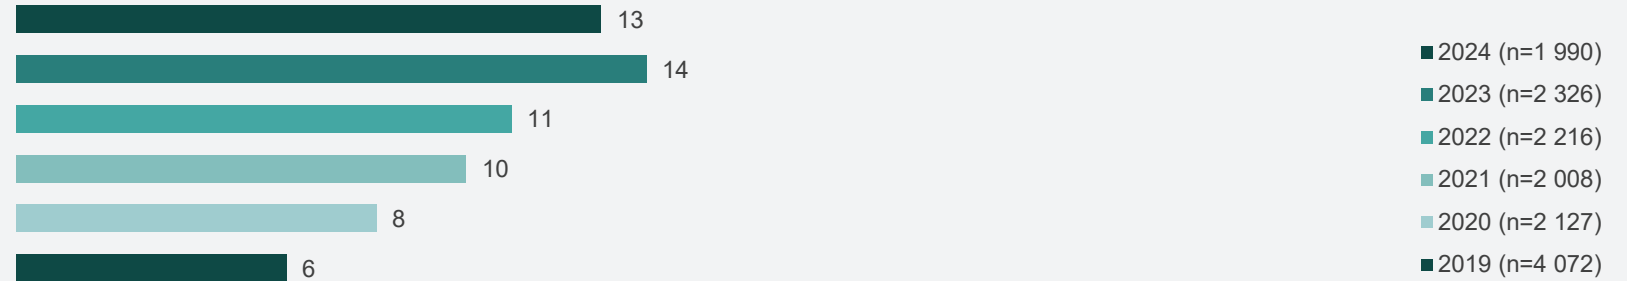 13
14
11
10
8
6
2024 (n=1 990)
2023 (n=2 326)
2022 (n=2 216)
2021 (n=2 008)
2020 (n=2 127)
2019 (n=4 072)